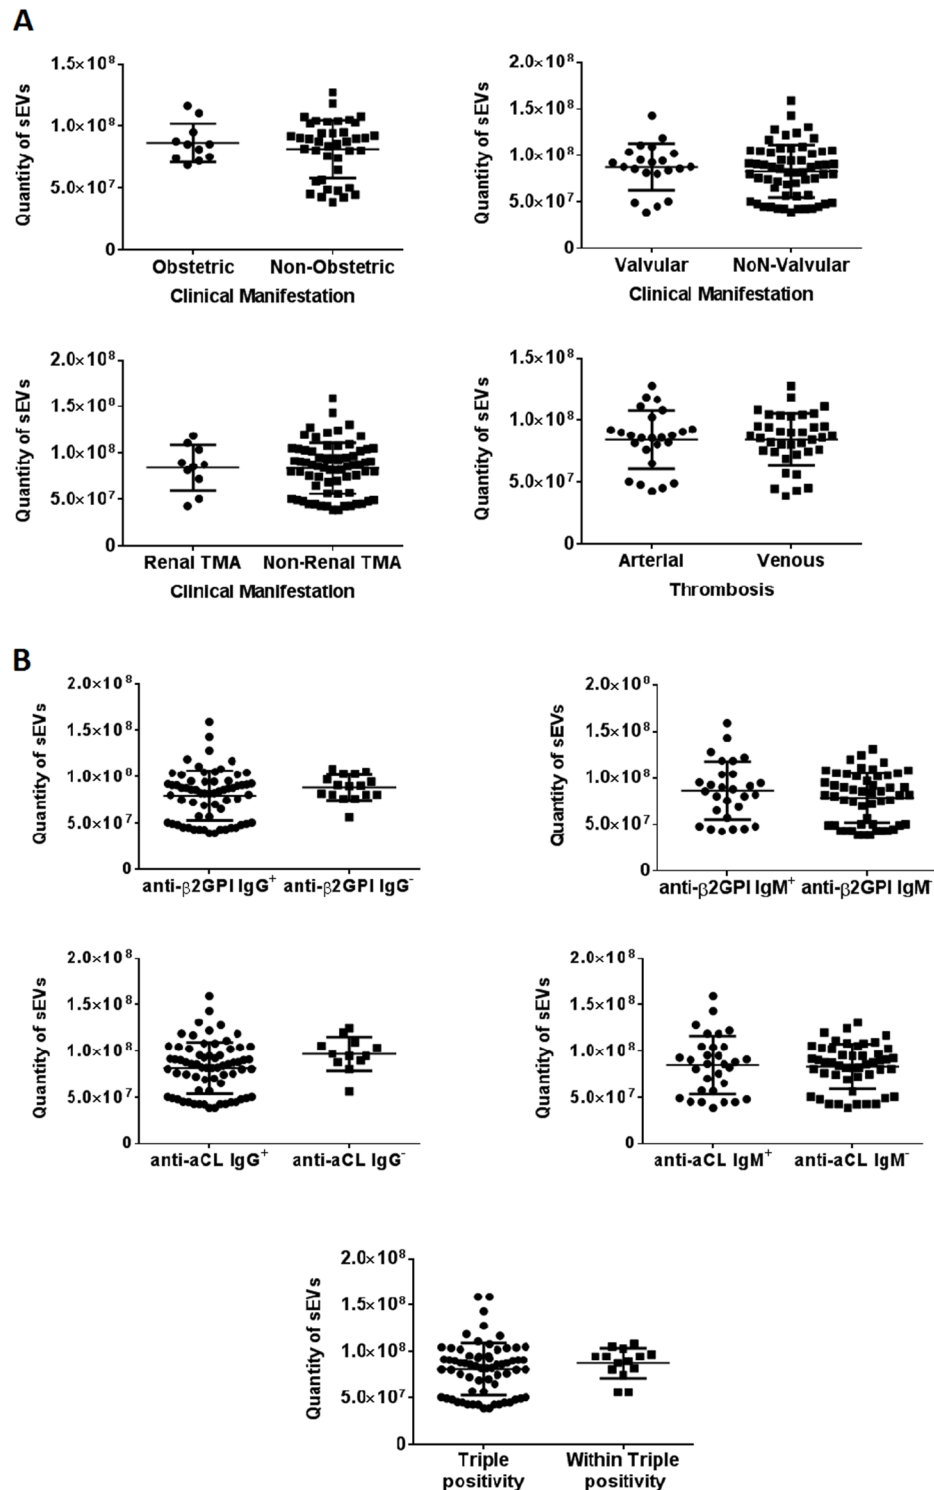 A
Quantity of sEVs
1.5×10⁸
1.0×10⁸
5.0×10⁷
0
Obstetric Non-Obstetric
Clinical Manifestation
Quantity of sEVs
2.0×10⁸
1.5×10⁸
1.0×10⁸
5.0×10⁷
0
Valvular NoN-Valvular
Clinical Manifestation
Quantity of sEVs
2.0×10⁸
1.5×10⁸
1.0×10⁸
5.0×10⁷
0
Renal TMA Non-Renal TMA
Clinical Manifestation
Quantity of sEVs
1.5×10⁸
1.0×10⁸
5.0×10⁷
0
Arterial Venous
Thrombosis
B
Quantity of sEVs
2.0×10⁸
1.5×10⁸
1.0×10⁸
5.0×10⁷
0
anti-β2GPI IgG⁺ anti-β2GPI IgG⁻
Quantity of sEVs
2.0×10⁸
1.5×10⁸
1.0×10⁸
5.0×10⁷
0
anti-β2GPI IgM⁺ anti-β2GPI IgM⁻
Quantity of sEVs
2.0×10⁸
1.5×10⁸
1.0×10⁸
5.0×10⁷
0
anti-aCL IgG⁺ anti-aCL IgG⁻
Quantity of sEVs
2.0×10⁸
1.5×10⁸
1.0×10⁸
5.0×10⁷
0
anti-aCL IgM⁺ anti-aCL IgM⁻
Quantity of sEVs
2.0×10⁸
1.5×10⁸
1.0×10⁸
5.0×10⁷
0
Triple Within Triple
positivity positivity